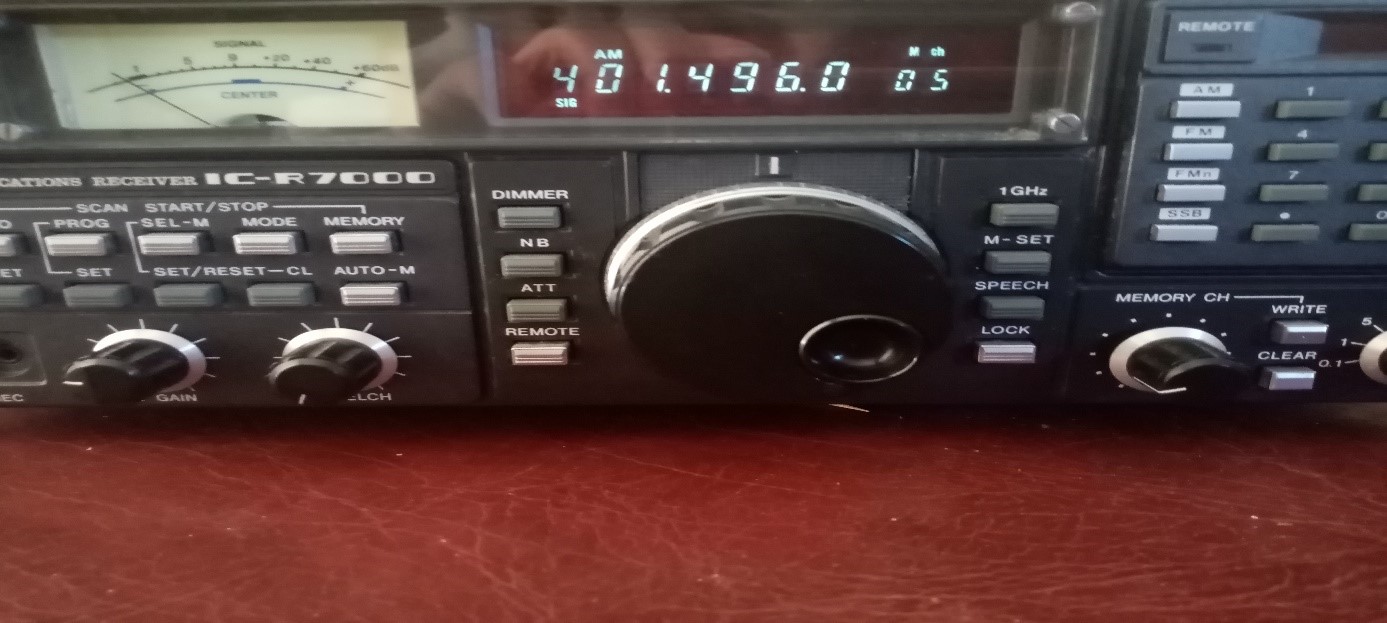 SIGNAL
1 5 9 +20 +40 +60dB
CENTER
+
AM
401.496.0
SIG
M ch
05
REMOTE
CATIONS RECEIVER IC-R7000
SCAN START/STOP
PROG SEL-M MODE MEMORY
SET SET/RESET-CL AUTO-M
GAIN
DIMMER
NB
ATT
REMOTE
1GHz
M-SET
SPEECH
LOCK
AM 1
FM 4
FMn 7
SSB
MEMORY CH
WRITE
CLEAR
5
1
0.1